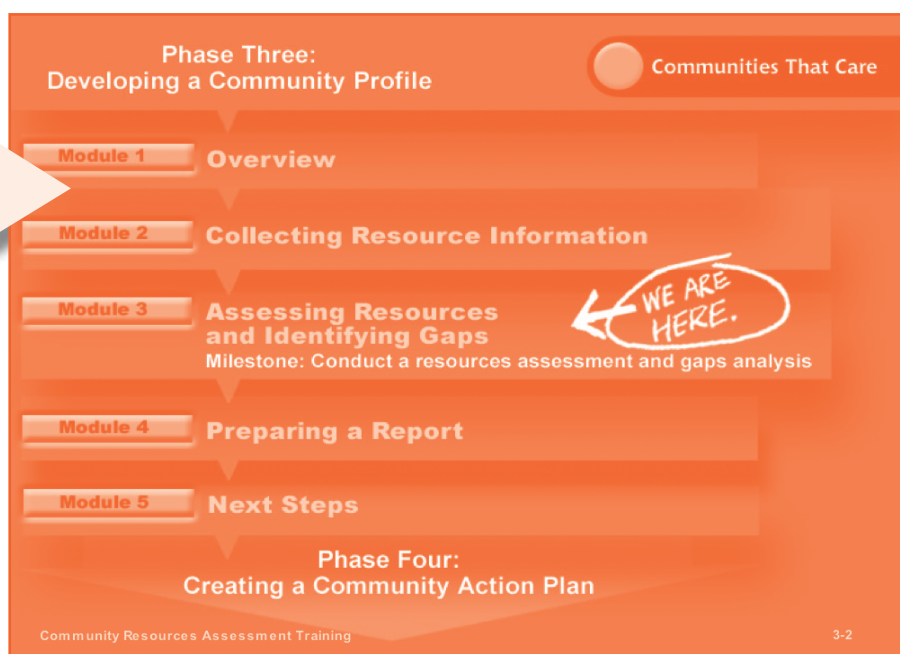 Phase Three:
Developing a Community Profile
Communities That Care
Module 1
Overview
Module 2
Collecting Resource Information
Module 3
Assessing Resources
and Identifying Gaps
Milestone: Conduct a resources assessment and gaps analysis
WE ARE
HERE.
Module 4
Preparing a Report
Module 5
Next Steps
Phase Four:
Creating a Community Action Plan
Community Resources Assessment Training
3-2